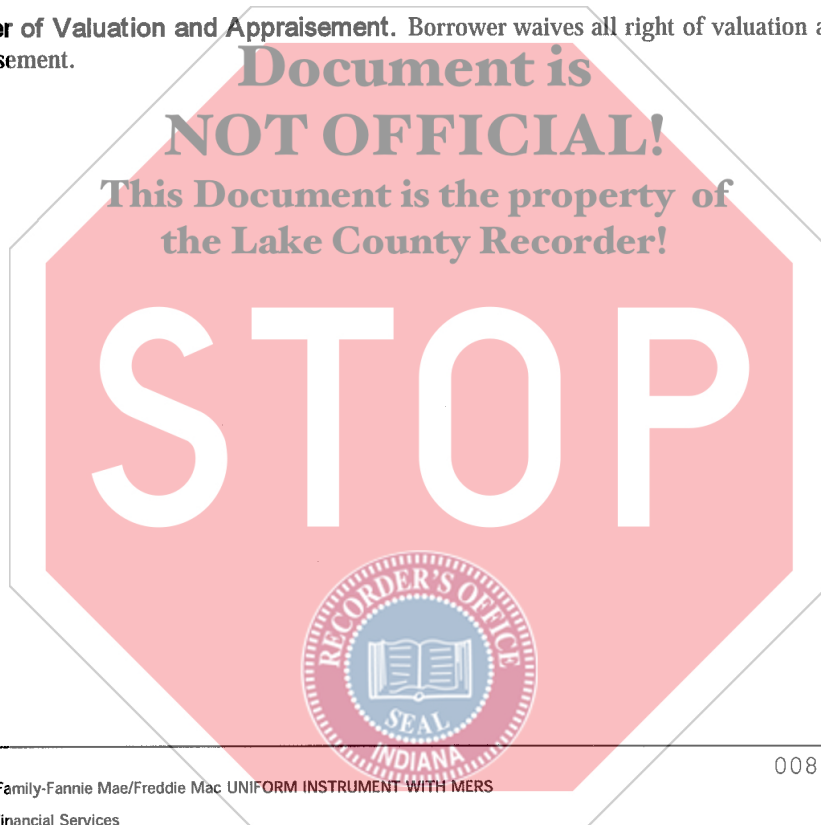 er of Valuation and Appraisement. Borrower waives all right of valuation a
sement.
Document is
NOT OFFICIAL!
This Document is the property of
the Lake County Recorder!
STOP
RECORDER'S OFFICE
SEAL
INDIANA
008
Family-Fannie Mae/Freddie Mac UNIFORM INSTRUMENT WITH MERS
inancial Services